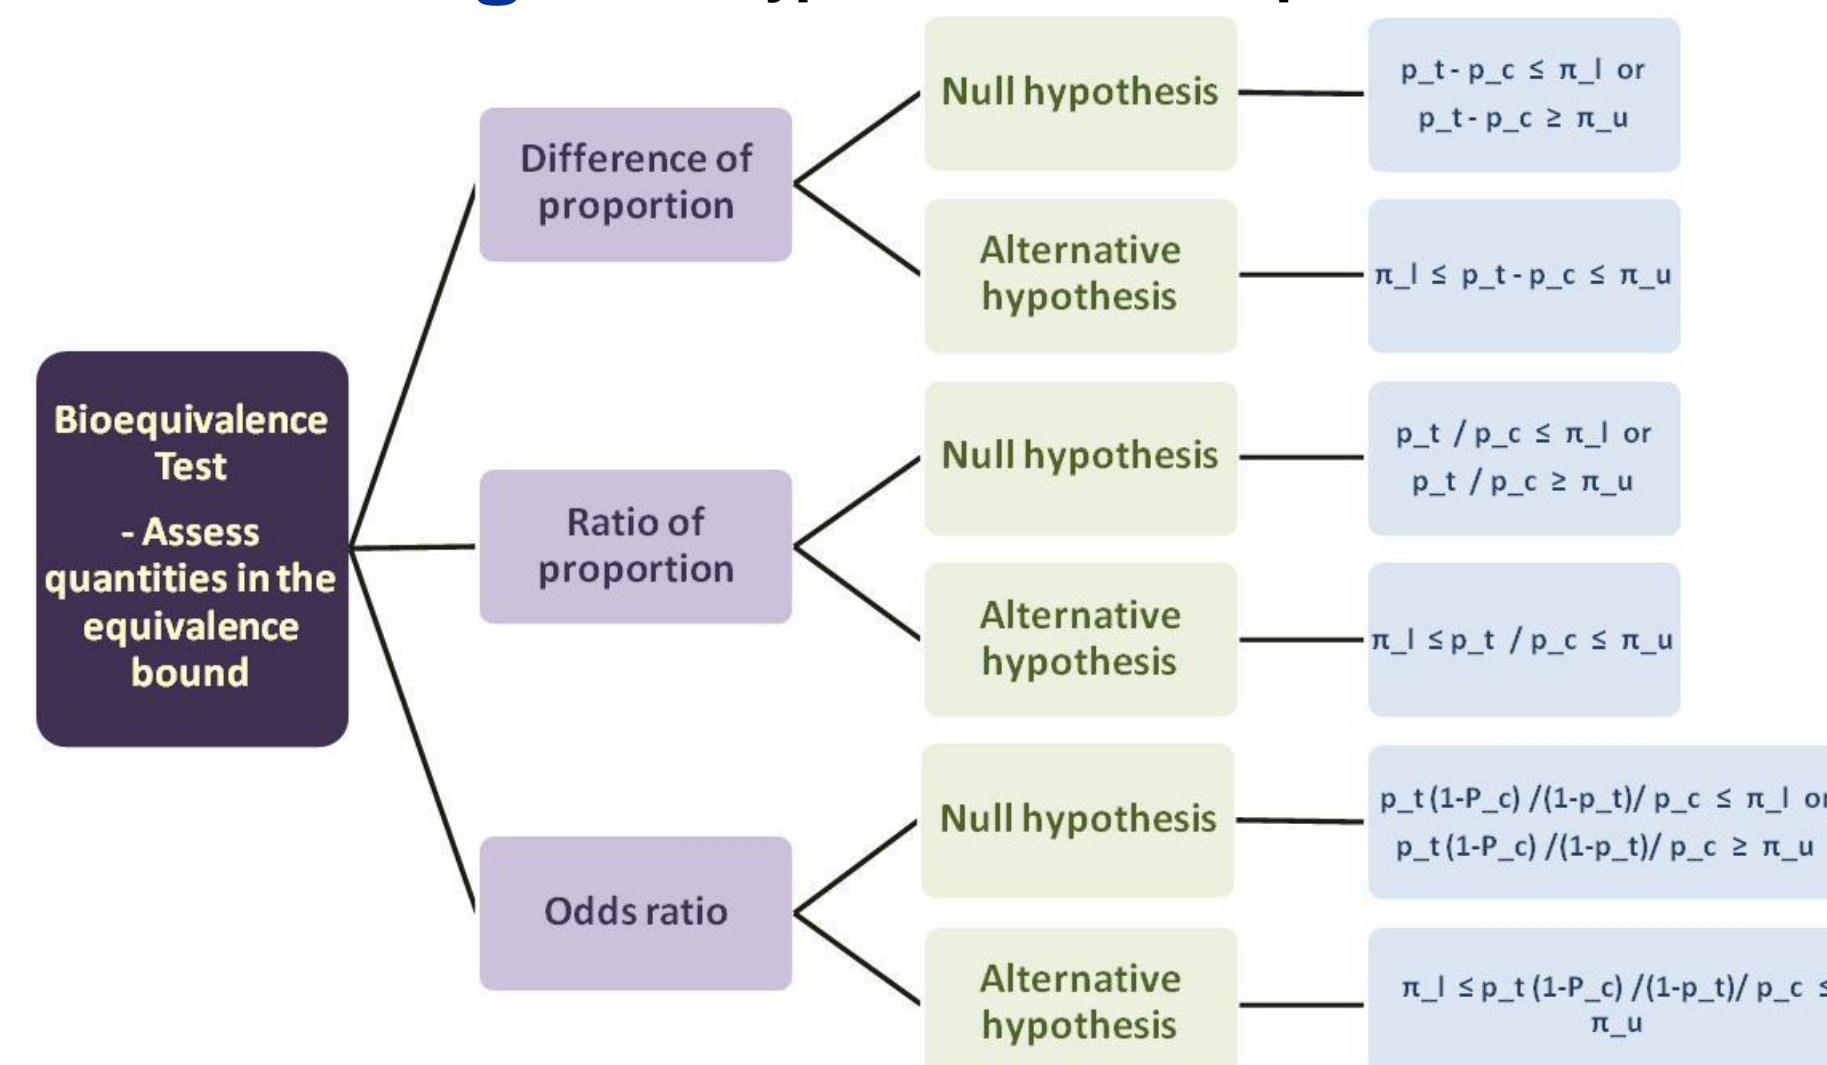 Bioequivalence
Test
- Assess
quantities in the
equivalence
bound
Difference of
proportion
Null hypothesis
p_t - p_c ≤ π_l or
p_t - p_c ≥ π_u
Alternative
hypothesis
π_l ≤ p_t - p_c ≤ π_u
Ratio of
proportion
Null hypothesis
p_t / p_c ≤ π_l or
p_t / p_c ≥ π_u
Alternative
hypothesis
π_l ≤ p_t / p_c ≤ π_u
Odds ratio
Null hypothesis
p_t (1-P_c) /(1-p_t)/ p_c ≤ π_l or
p_t (1-P_c) /(1-p_t)/ p_c ≥ π_u
Alternative
hypothesis
π_l ≤ p_t (1-P_c) /(1-p_t)/ p_c ≤
π_u